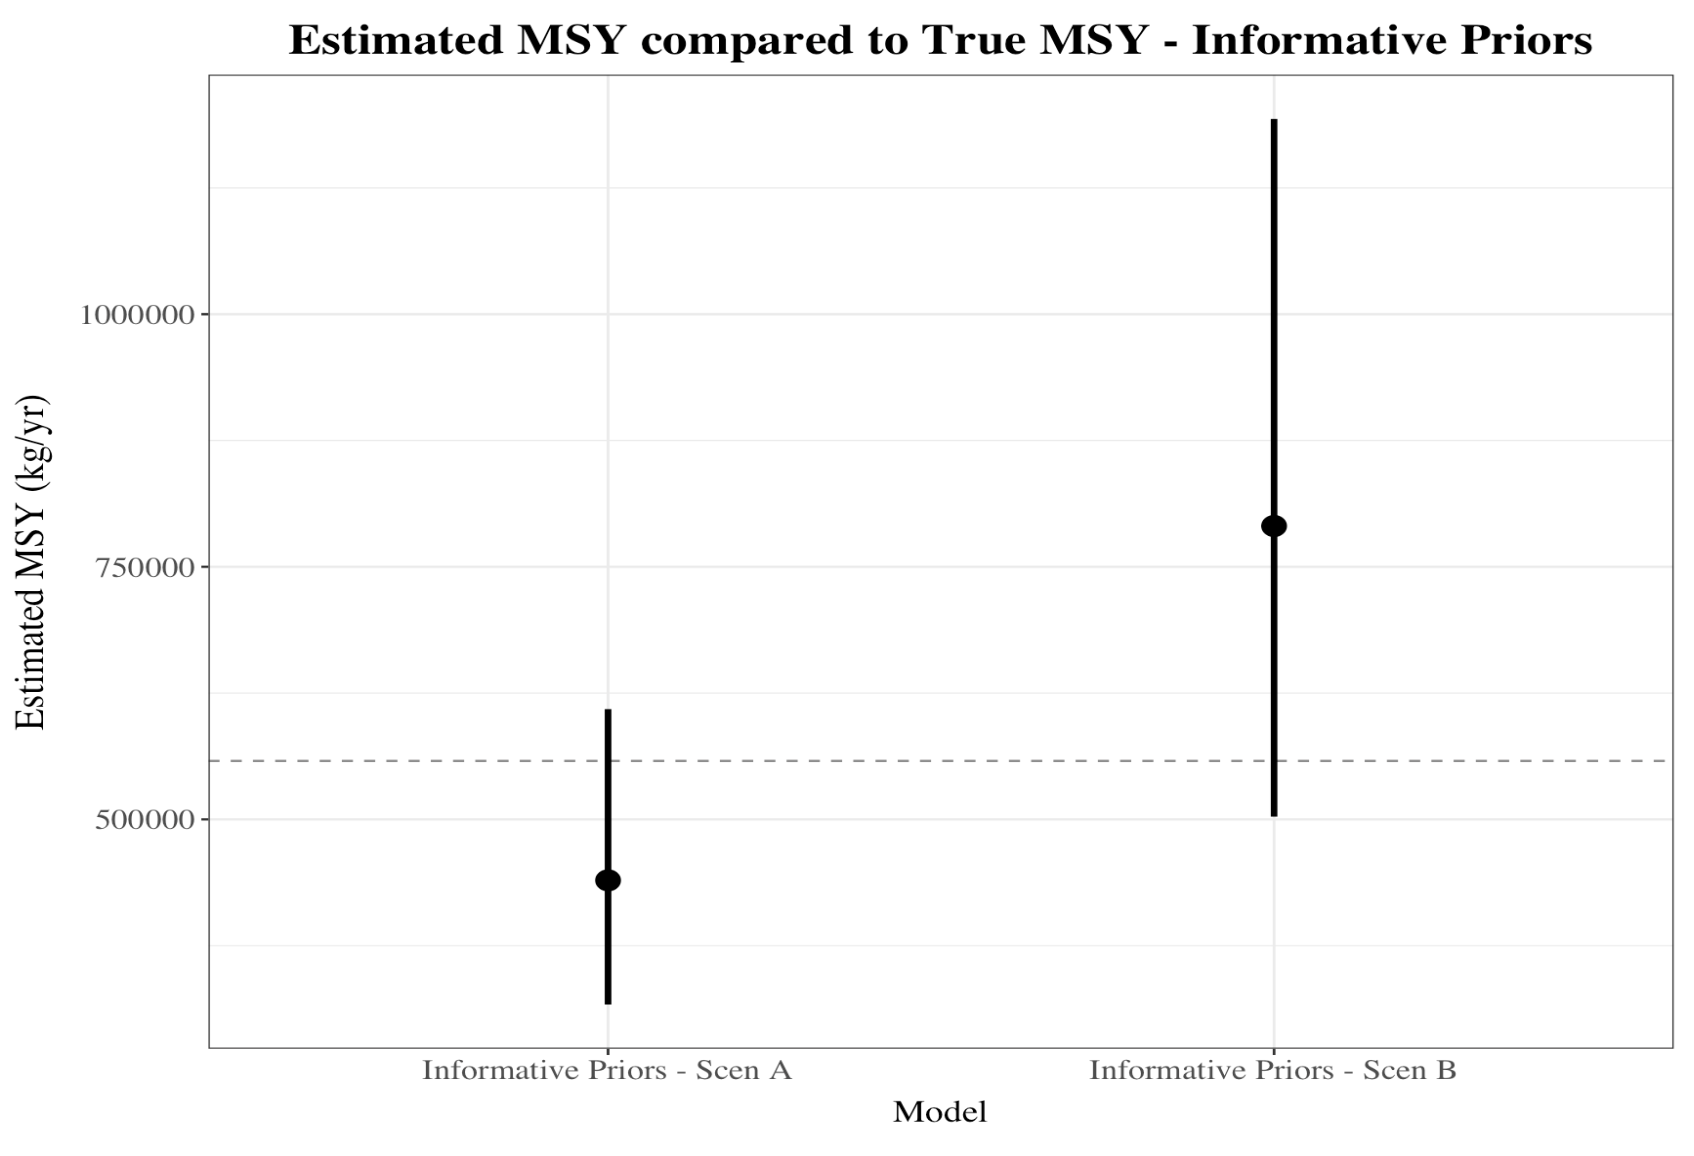 Estimated MSY compared to True MSY - Informative Priors
Estimated MSY (kg/yr)
1000000
750000
500000
Informative Priors - Scen A
Informative Priors - Scen B
Model